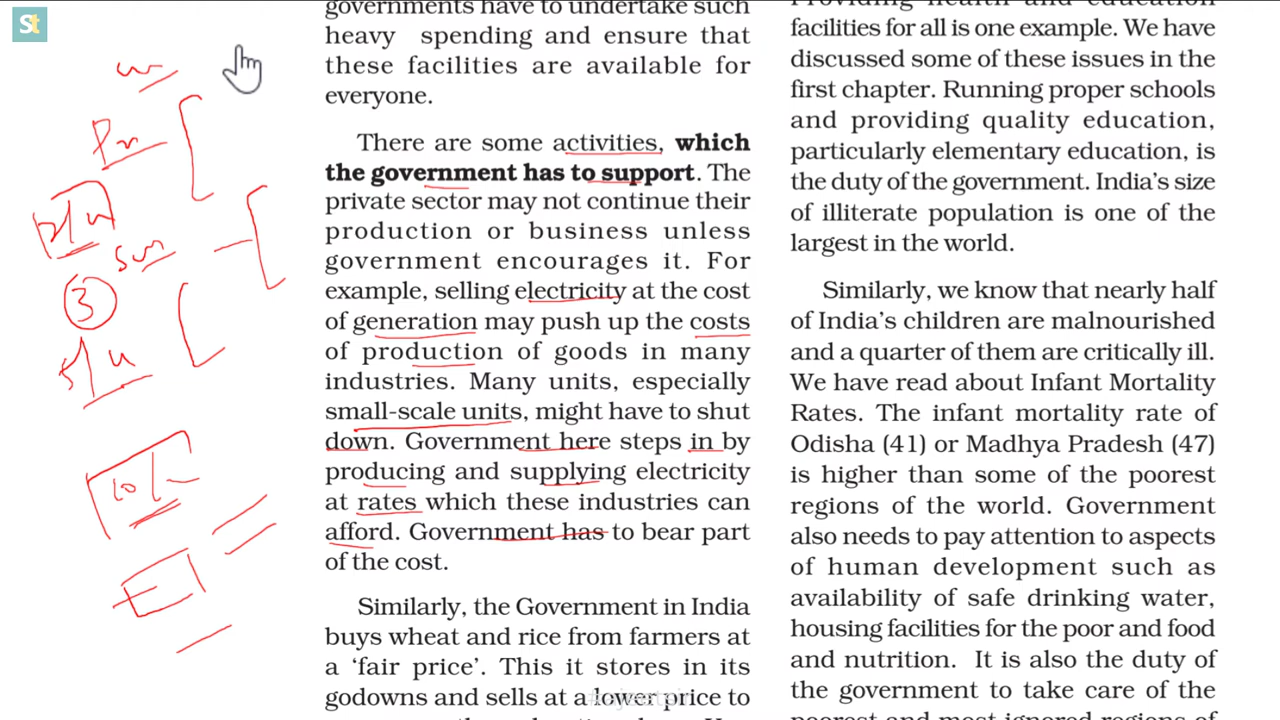 St
governments have to undertake such
heavy spending and ensure that
these facilities are available for
everyone.
There are some activities, which
the government has to support. The
private sector may not continue their
production or business unless
government encourages it. For
example, selling electricity at the cost
of generation may push up the costs
of production of goods in many
industries. Many units, especially
small-scale units, might have to shut
down. Government here steps in by
producing and supplying electricity
at rates which these industries can
afford. Government has to bear part
of the cost.
Similarly, the Government in India
buys wheat and rice from farmers at
a ‘fair price’. This it stores in its
godowns and sells at a lower price to
Providing health and education
facilities for all is one example. We have
discussed some of these issues in the
first chapter. Running proper schools
and providing quality education,
particularly elementary education, is
the duty of the government. India’s size
of illiterate population is one of the
largest in the world.
Similarly, we know that nearly half
of India’s children are malnourished
and a quarter of them are critically ill.
We have read about Infant Mortality
Rates. The infant mortality rate of
Odisha (41) or Madhya Pradesh (47)
is higher than some of the poorest
regions of the world. Government
also needs to pay attention to aspects
of human development such as
availability of safe drinking water,
housing facilities for the poor and food
and nutrition. It is also the duty of
the government to take care of the
poorest and most ignored regions of
3